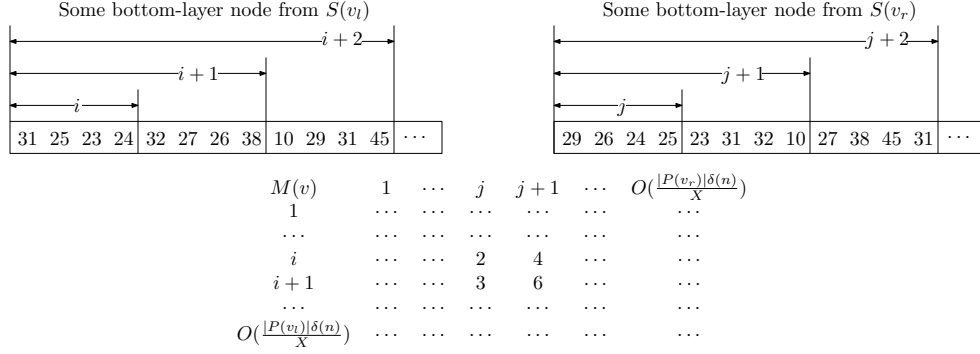 Some bottom-layer node from S(v_l) Some bottom-layer node from S(v_r)
i + 2 j + 2
i + 1 j + 1
i j
31 25 23 24 32 27 26 38 10 29 31 45 ··· 29 26 24 25 23 31 32 10 27 38 45 31 ···
M(v) 1 ··· j j + 1 ··· O(|P(v_r)|δ(n)/X)
1 ··· ··· ··· ··· ··· ···
··· ··· ··· ··· ··· ··· ···
i ··· ··· 2 4 ··· ···
i + 1 ··· ··· 3 6 ··· ···
··· ··· ··· ··· ··· ··· ···
O(|P(v_l)|δ(n)/X) ··· ··· ··· ··· ··· ···